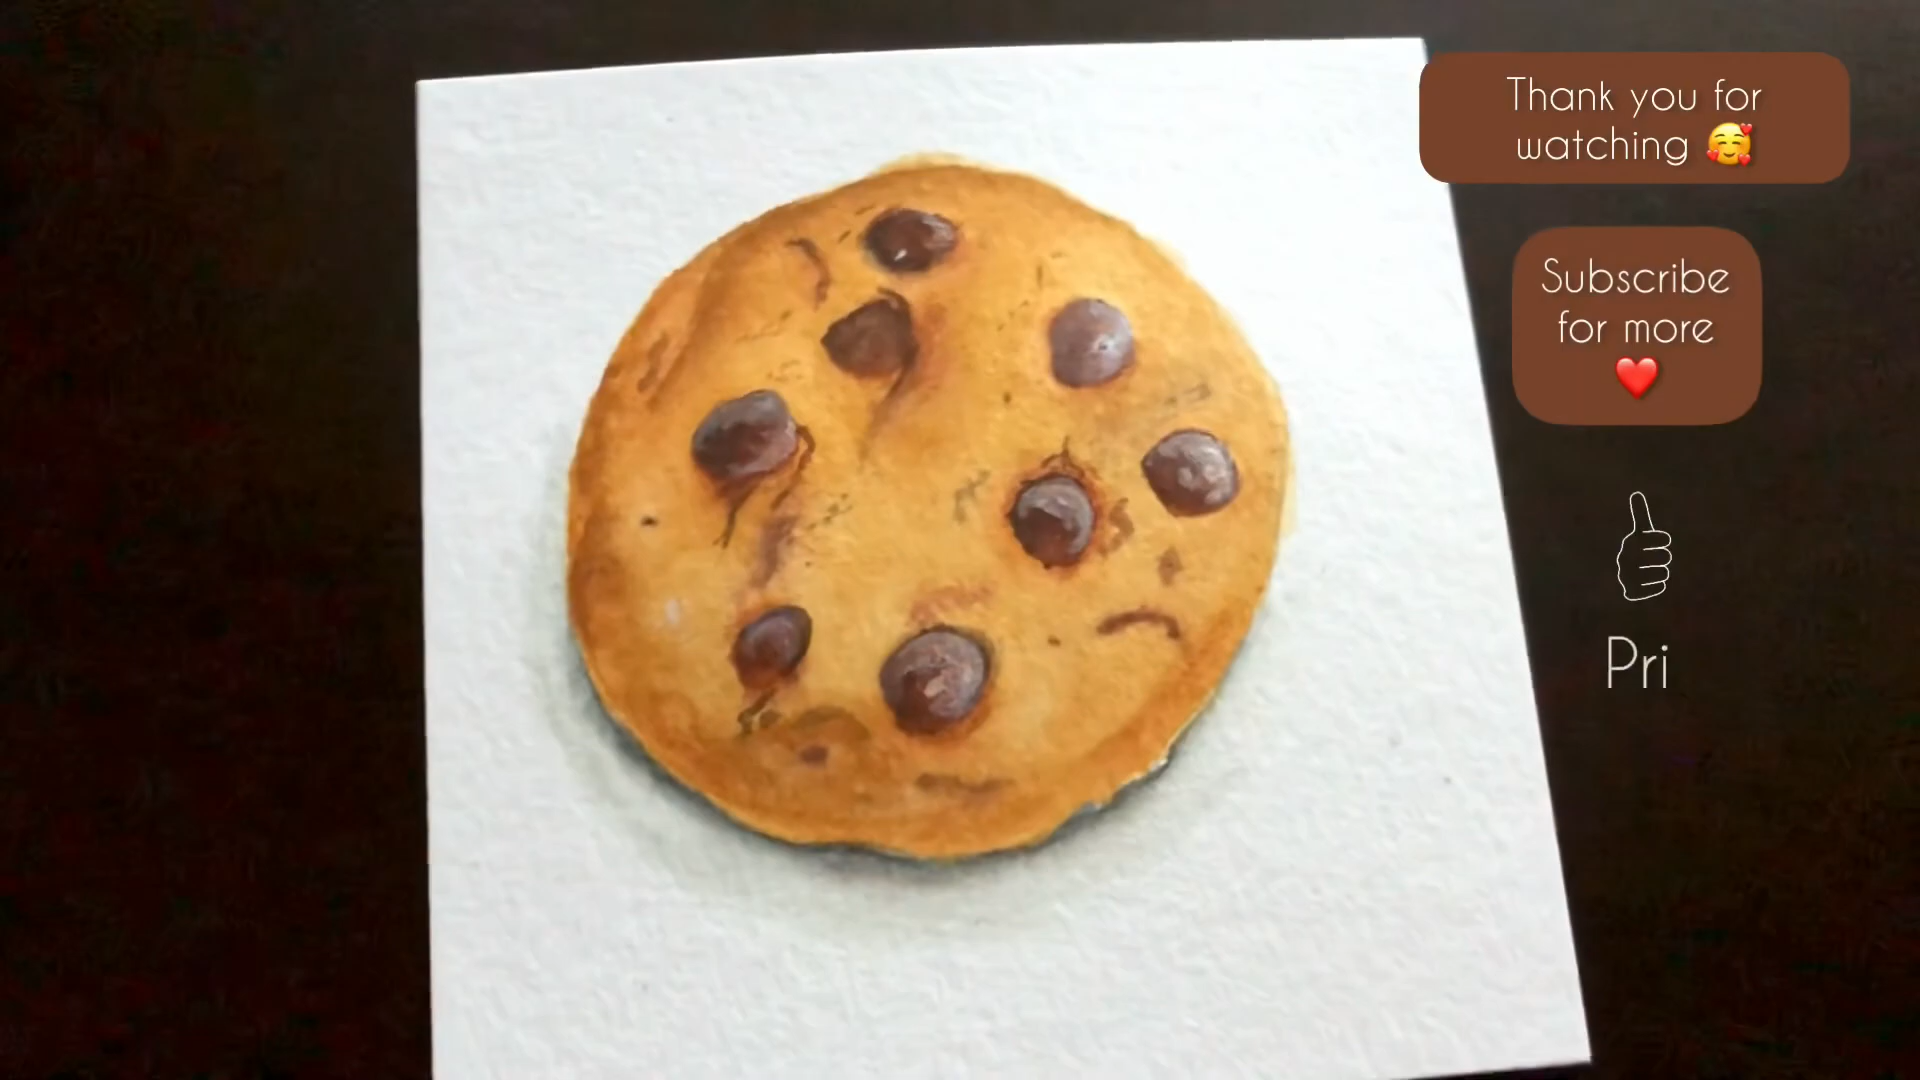 Thank you for
watching 🥰
Subscribe
for more
❤️
Pri